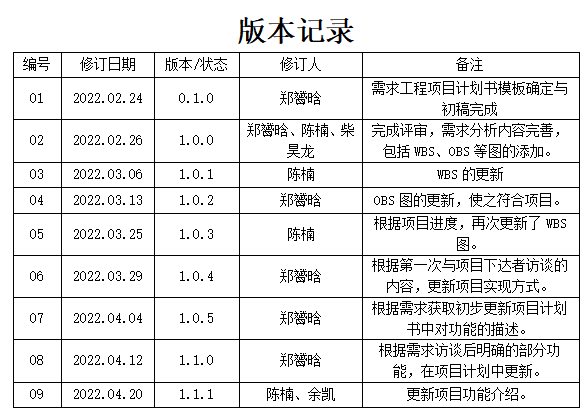 版本记录
编号 修订日期 版本/状态 修订人 备注
01 2022.02.24 0.1.0 郑謩晗 需求工程项目计划书模板确定与
初稿完成
02 2022.02.26 1.0.0 郑謩晗、陈楠、柴
昊龙 完成评审，需求分析内容完善，
包括 WBS、OBS 等图的添加。
03 2022.03.06 1.0.1 陈楠 WBS 的更新
04 2022.03.13 1.0.2 郑謩晗 OBS 图的更新，使之符合项目。
05 2022.03.25 1.0.3 陈楠 根据项目进度，再次更新了 WBS
图。
06 2022.03.29 1.0.4 郑謩晗 根据第一次与项目下达者访谈的
内容，更新项目实现方式。
07 2022.04.04 1.0.5 郑謩晗 根据需求获取初步更新项目计划
书中对功能的描述。
08 2022.04.12 1.1.0 郑謩晗 根据需求访谈后明确的部分功
能，在项目计划中更新。
09 2022.04.20 1.1.1 陈楠、余凯 更新项目功能介绍。